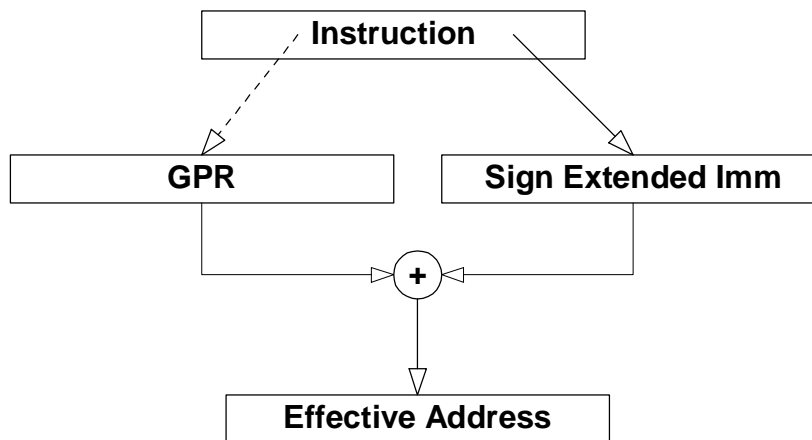 Instruction
GPR
Sign Extended Imm
+
Effective Address